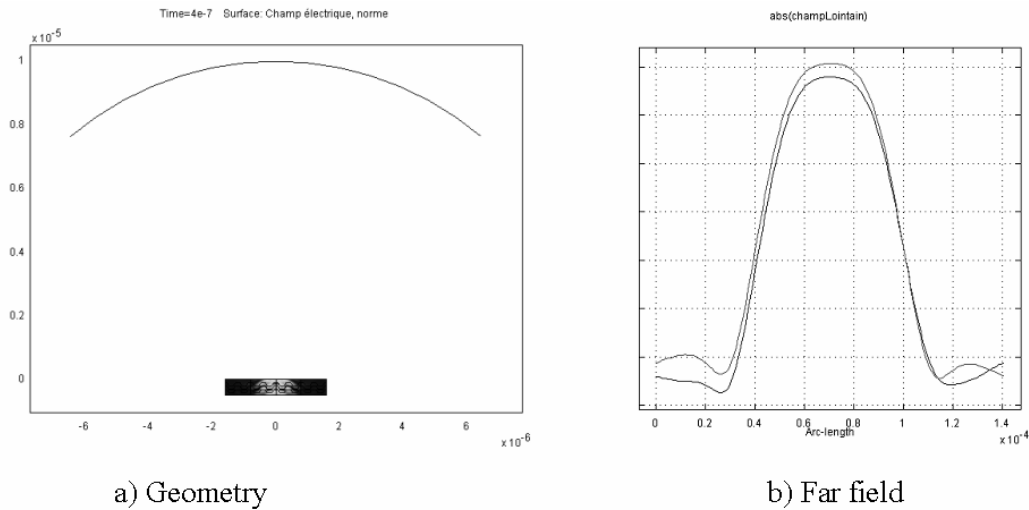 Time=4e-7 Surface: Champ électrique, norme
x 10-5
1
0.8
0.6
0.4
0.2
0
-6 -4 -2 0 2 4 6
x10-6
a) Geometry
abs(champLointain)
0 0.2 0.4 0.6 0.8 1 1.2 1.4
Arc-length
x 10-4
b) Far field